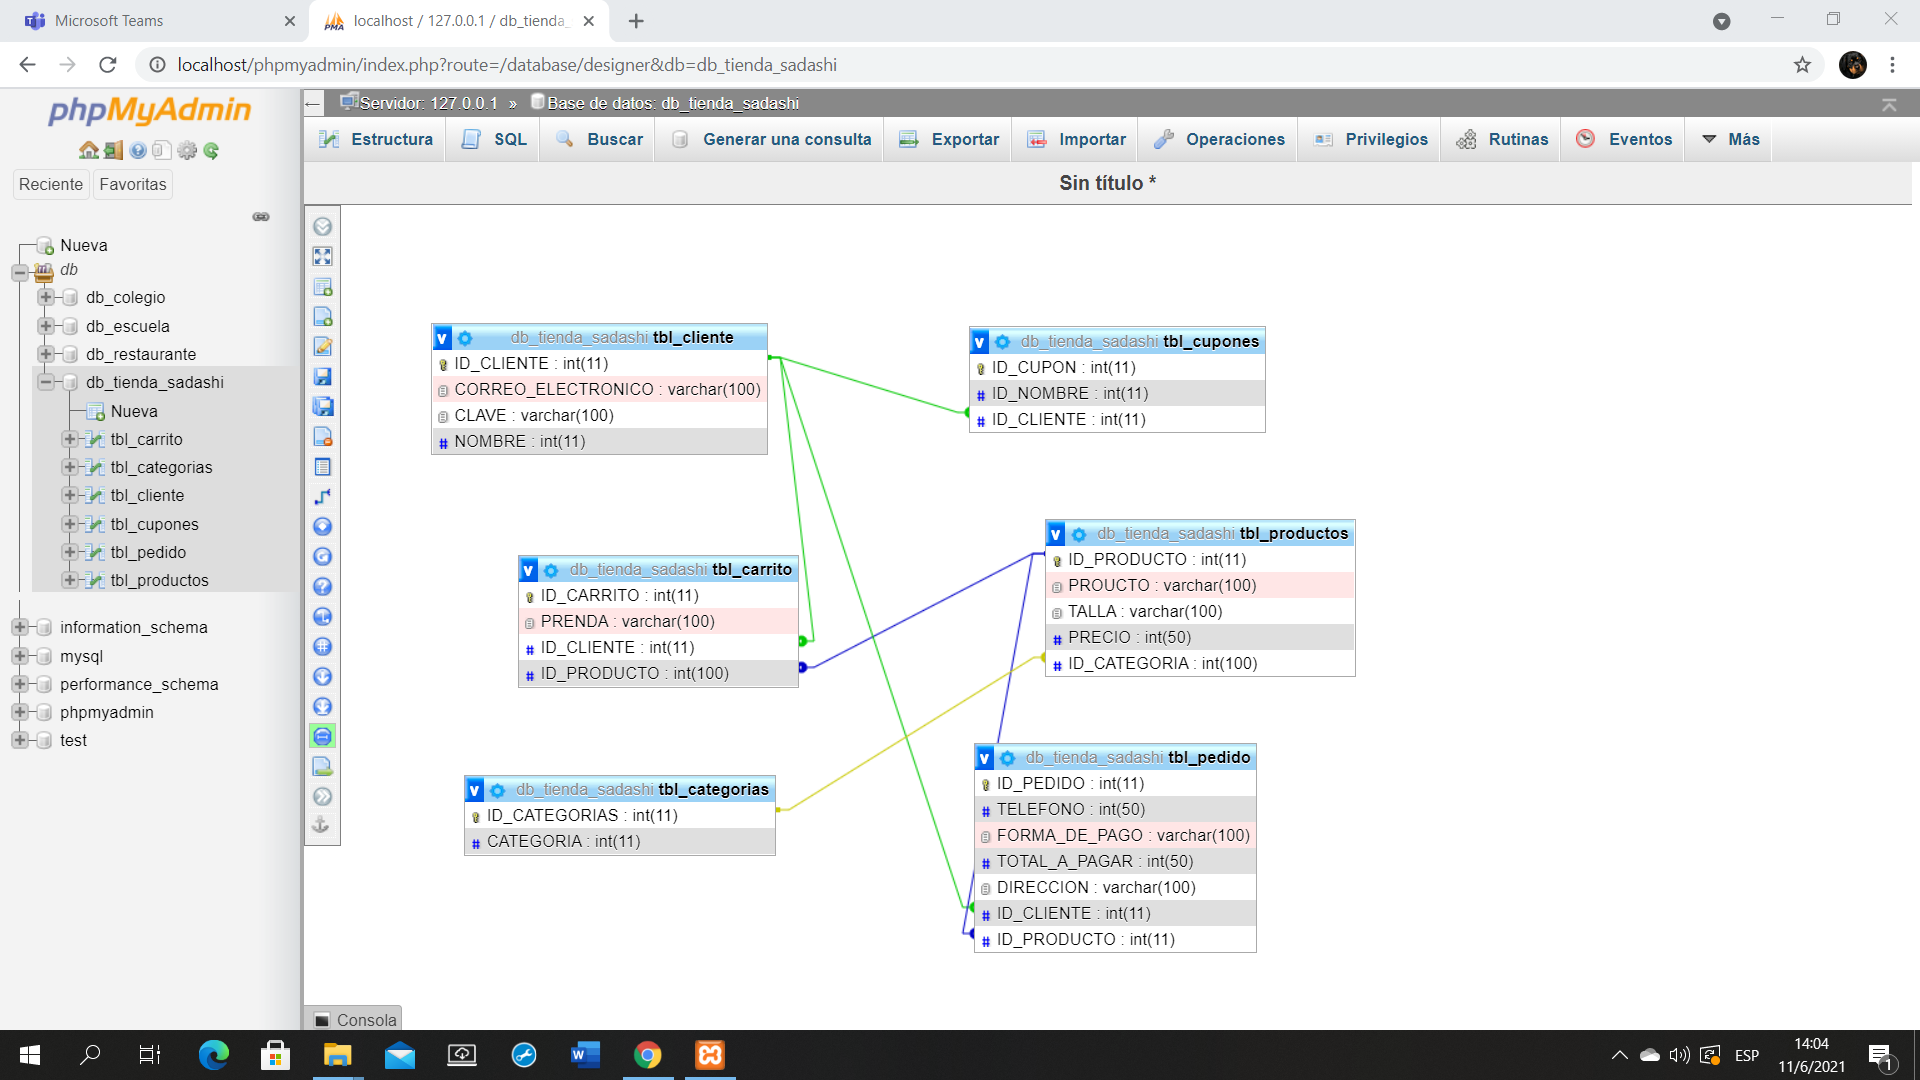 Microsoft Teams
localhost / 127.0.0.1 / db_tienda_
localhost/phpmyadmin/index.php?route=/database/designer&db=db_tienda_sadashi
phpMyAdmin
Reciente Favoritas
Nueva
db
db_colegio
db_escuela
db_restaurante
db_tienda_sadashi
Nueva
tbl_carrito
tbl_categorias
tbl_cliente
tbl_cupones
tbl_pedido
tbl_productos
information_schema
mysql
performance_schema
phpmyadmin
test
Servidor: 127.0.0.1 » Base de datos: db_tienda_sadashi
Estructura SQL Buscar Generar una consulta Exportar Importar Operaciones Privilegios Rutinas Eventos Más
Sin título *
db_tienda_sadashi tbl_cliente
ID_CLIENTE : int(11)
CORREO_ELECTRONICO : varchar(100)
CLAVE : varchar(100)
NOMBRE : int(11)
db_tienda_sadashi tbl_cupones
ID_CUPON : int(11)
ID_NOMBRE : int(11)
ID_CLIENTE : int(11)
db_tienda_sadashi tbl_carrito
ID_CARRITO : int(11)
PRENDA : varchar(100)
ID_CLIENTE : int(11)
ID_PRODUCTO : int(100)
db_tienda_sadashi tbl_productos
ID_PRODUCTO : int(11)
PROUCTO : varchar(100)
TALLA : varchar(100)
PRECIO : int(50)
ID_CATEGORIA : int(100)
db_tienda_sadashi tbl_categorias
ID_CATEGORIAS : int(11)
CATEGORIA : int(11)
db_tienda_sadashi tbl_pedido
ID_PEDIDO : int(11)
TELEFONO : int(50)
FORMA_DE_PAGO : varchar(100)
TOTAL_A_PAGAR : int(50)
DIRECCION : varchar(100)
ID_CLIENTE : int(11)
ID_PRODUCTO : int(11)
Consola
ESP
14:04
11/6/2021
1